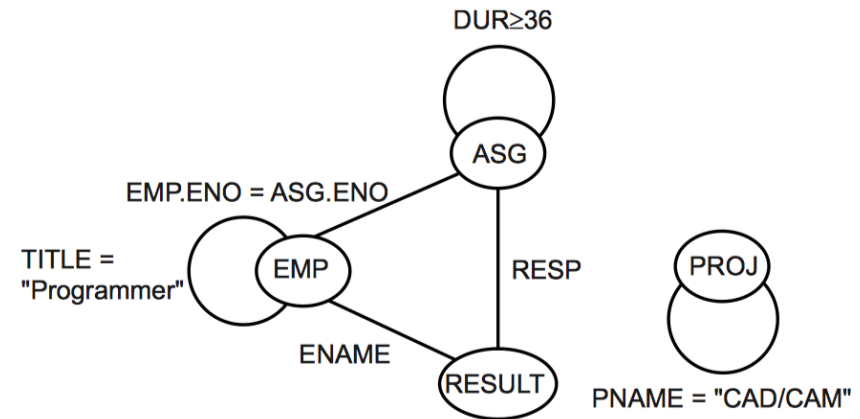 DUR≥36
ASG
EMP.ENO = ASG.ENO
TITLE =
"Programmer"
EMP
RESP
PROJ
ENAME
RESULT
PNAME = "CAD/CAM"